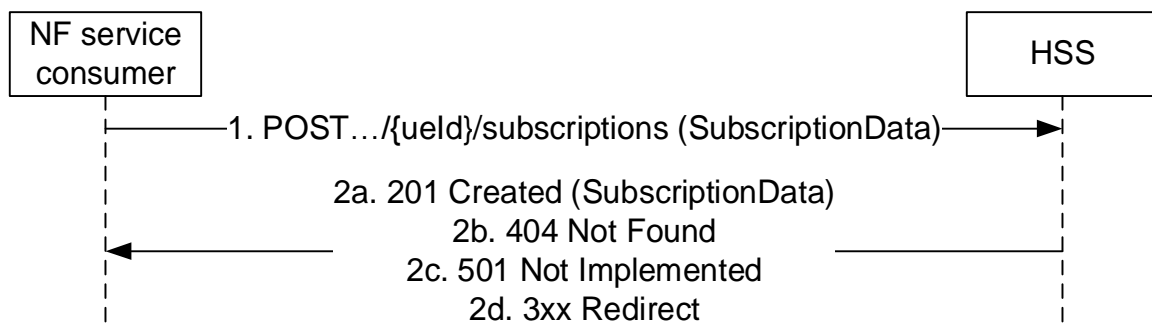 NF service
consumer
HSS
1. POST…/{ueId}/subscriptions (SubscriptionData)
2a. 201 Created (SubscriptionData)
2b. 404 Not Found
2c. 501 Not Implemented
2d. 3xx Redirect